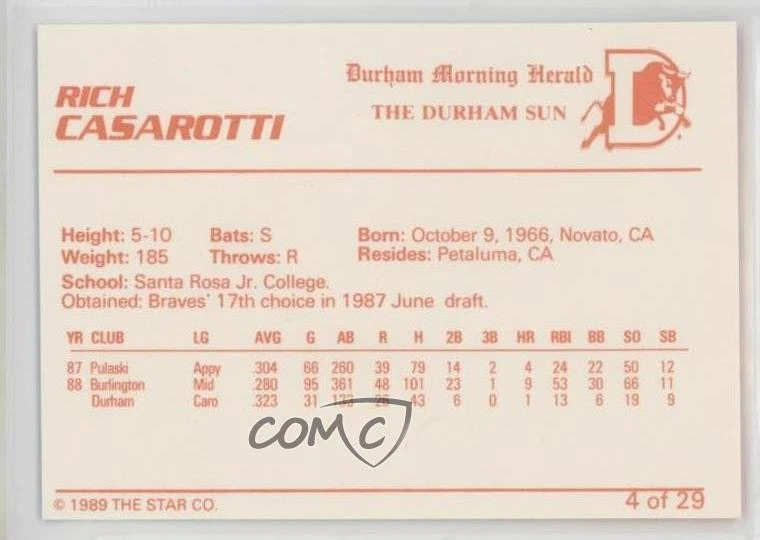 RICH
CASAROTTI
Durham Morning Herald
THE DURHAM SUN
D
Height: 5-10 Bats: S Born: October 9, 1966, Novato, CA
Weight: 185 Throws: R Resides: Petaluma, CA
School: Santa Rosa Jr. College.
Obtained: Braves' 17th choice in 1987 June draft.
YR CLUB LG AVG G AB R H 2B 3B HR RBI BB SO SB
87 Pulaski Appy .304 66 260 39 79 14 2 4 24 22 50 12
88 Burlington Mid .280 95 361 48 101 23 1 9 53 30 66 11
Durham Caro .323 31 133 26 43 6 0 1 13 6 19 9
COMC
© 1989 THE STAR CO. 4 of 29